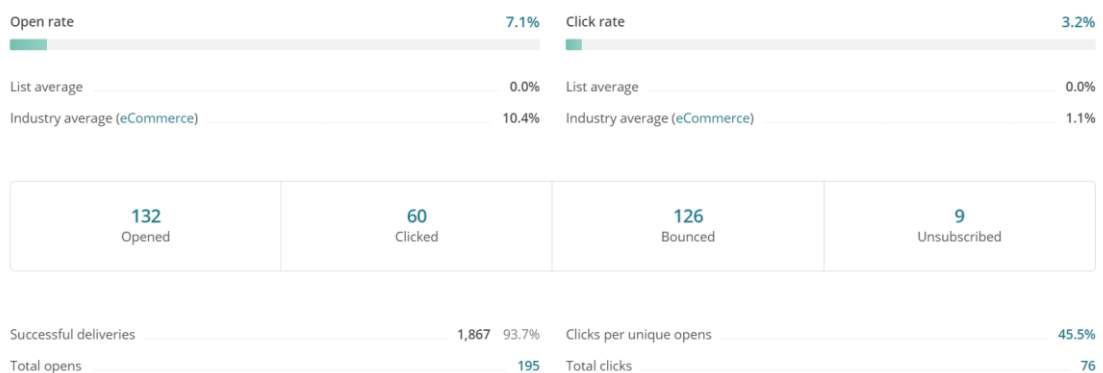 Open rate 7.1% Click rate 3.2%
List average 0.0% List average 0.0%
Industry average (eCommerce) 10.4% Industry average (eCommerce) 1.1%
132 60 126 9
Opened Clicked Bounced Unsubscribed
Successful deliveries 1,867 93.7% Clicks per unique opens 45.5%
Total opens 195 Total clicks 76